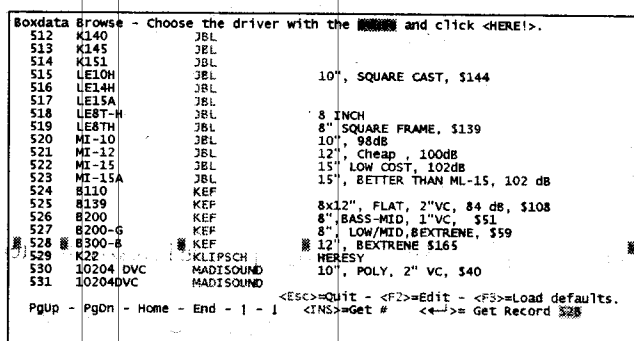 Boxdata Browse - Choose the driver with the and click <HERE!>.
512 K140 JBL
513 K145 JBL
514 K151 JBL
515 LE10H JBL 10", SQUARE CAST, $144
516 LE14H JBL
517 LE15A JBL
518 LE8T-H JBL 8 INCH
519 LE8TH JBL 8" SQUARE FRAME, $139
520 MI-10 JBL 10", 98dB
521 MI-12 JBL 12", Cheap , 100dB
522 MI-15 JBL 15" LOW COST, 102dB
523 MI-15A JBL 15", BETTER THAN ML-15, 102 dB
524 B110 KEF
525 B139 KEF 8x12", FLAT, 2"VC, 84 dB, $108
526 B200 KEF 8",BASS-MID, 1"VC, $51
527 B200-G KEF 8", LOW/MID,BEXTRENE, $59
528 B300-B KEF 12", BEXTRENE $165
529 K22 KLIPSCH HERESY
530 10204 DVC MADISOUND 10", POLY, 2" VC, $40
531 10204DVC MADISOUND
<ESC>=Quit - <F2>=Edit - <F3>=Load defaults.
PgUp - PgDn - Home - End - ↑ - ↓ <INS>=Get # <←┘>= Get Record 528